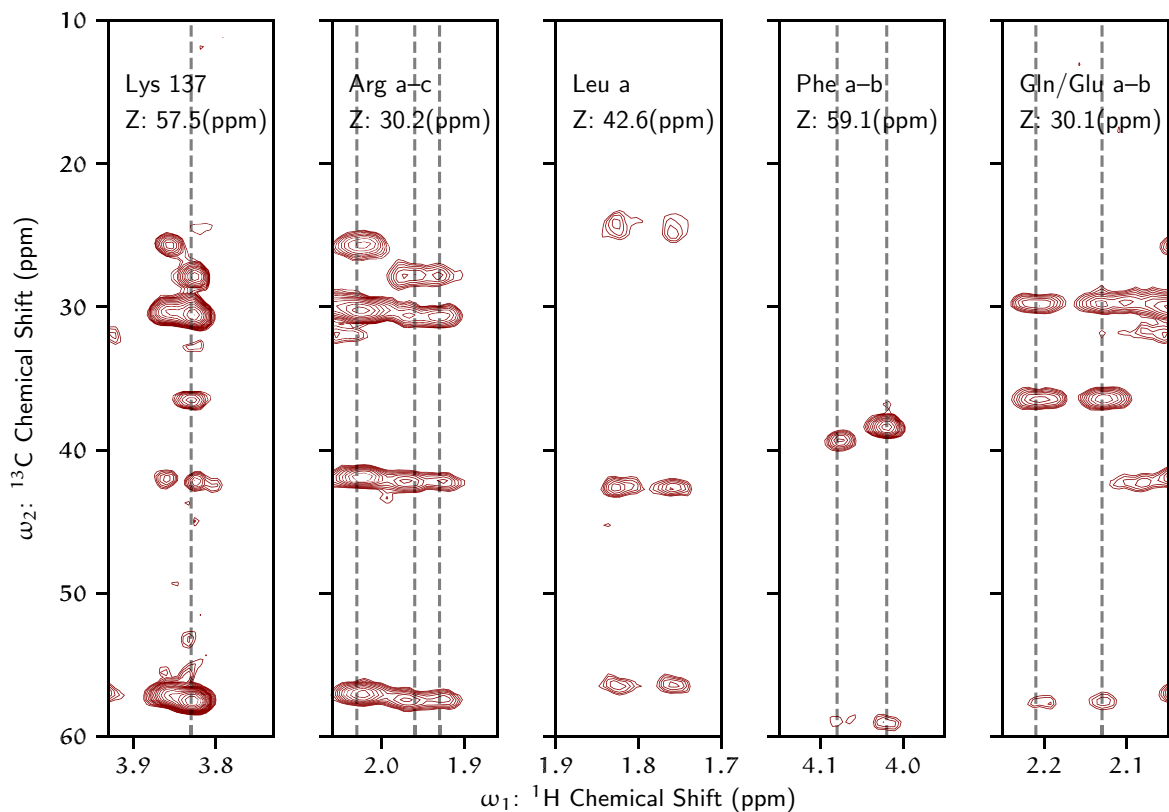 10
20
30
40
50
60
ω₂: ¹³C Chemical Shift (ppm)
Lys 137
Z: 57.5(ppm)
Arg a–c
Z: 30.2(ppm)
Leu a
Z: 42.6(ppm)
Phe a–b
Z: 59.1(ppm)
Gln/Glu a–b
Z: 30.1(ppm)
3.9 3.8
2.0 1.9
1.9 1.8 1.7
4.1 4.0
2.2 2.1
ω₁: ¹H Chemical Shift (ppm)